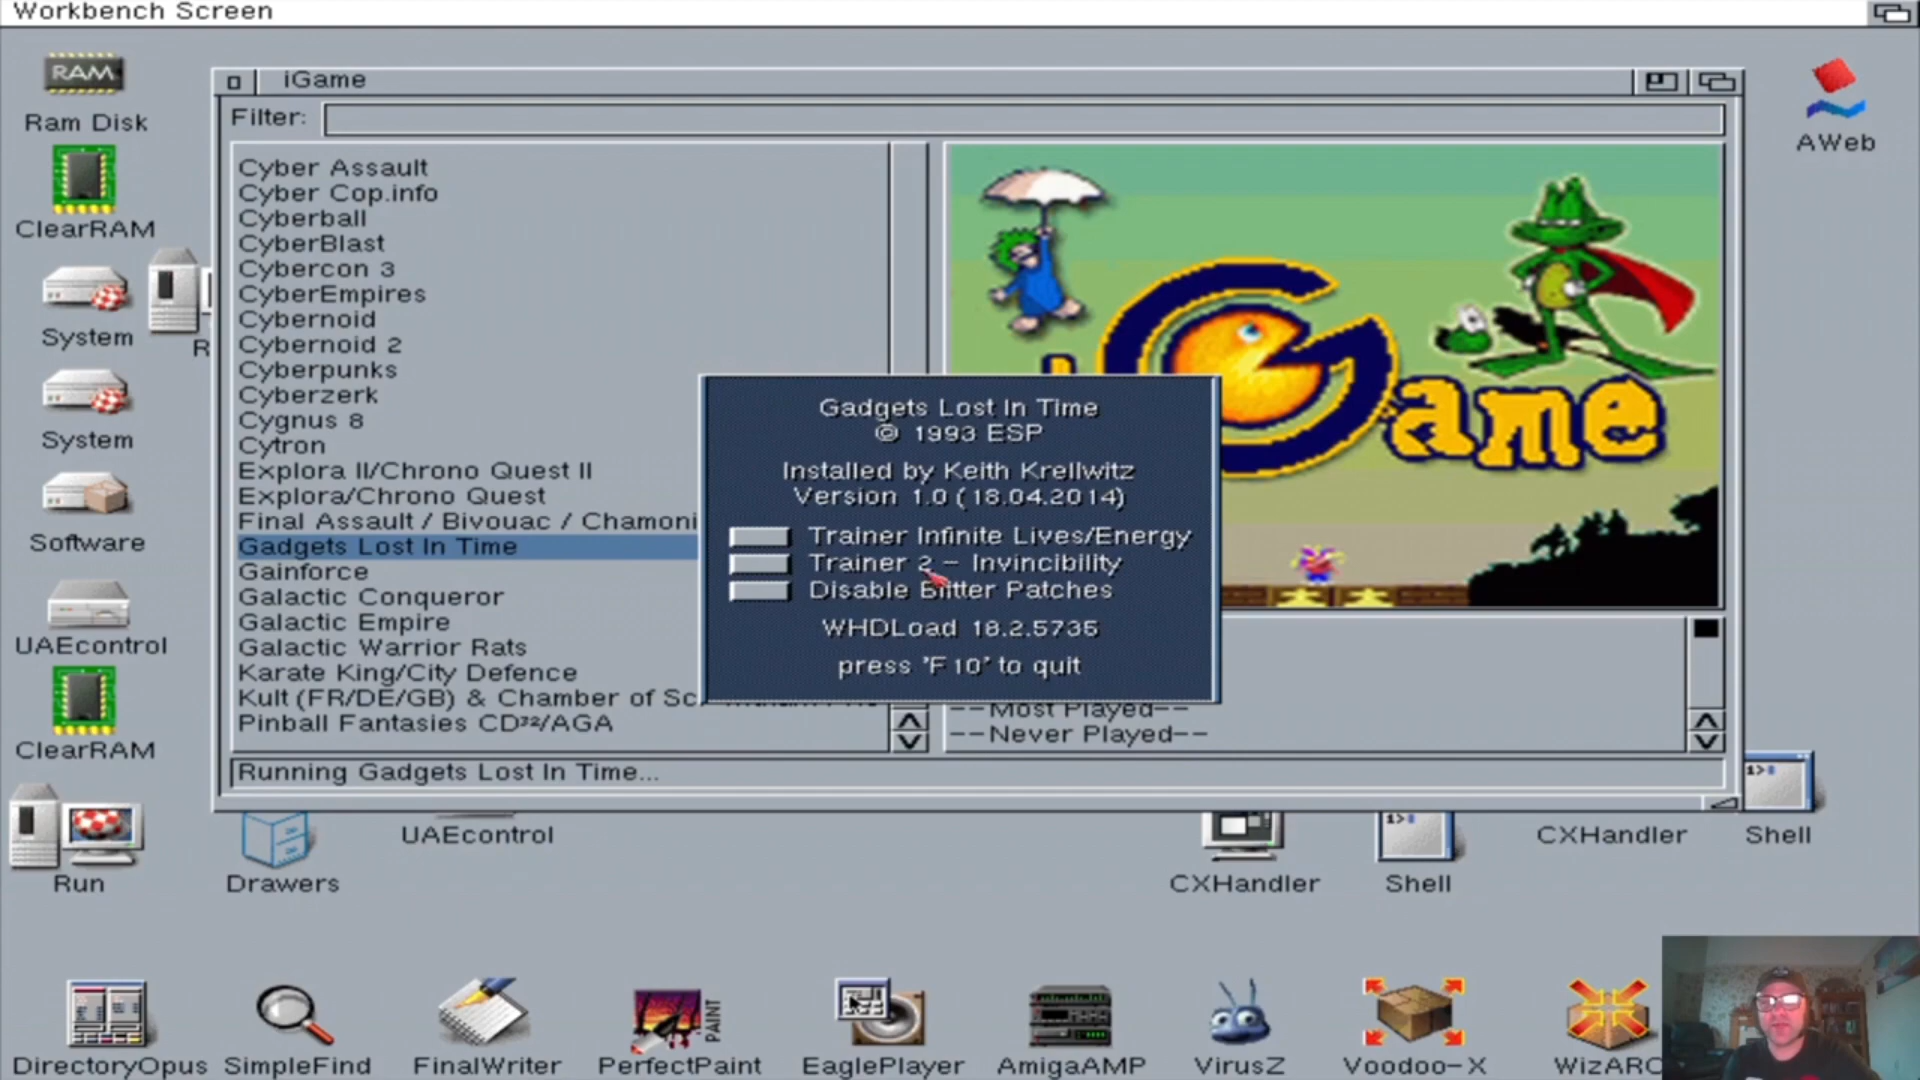 Workbench Screen
RAM
Ram Disk
ClearRAM
System
System
Software
UAEcontrol
ClearRAM
Run
iGame
Filter:
Cyber Assault
Cyber Cop.info
Cyberball
CyberBlast
Cybercon 3
CyberEmpires
Cybernoid
Cybernoid 2
Cyberpunks
Cyberzerk
Cygnus 8
Cytron
Explora II/Chrono Quest II
Explora/Chrono Quest
Final Assault / Bivouac / Chamoni
Gadgets Lost In Time
Gainforce
Galactic Conqueror
Galactic Empire
Galactic Warrior Rats
Karate King/City Defence
Kult (FR/DE/GB) & Chamber of Sc
Pinball Fantasies CD³²/AGA
Game
Gadgets Lost In Time
© 1993 ESP
Installed by Keith Krellwitz
Version 1.0 (18.04.2014)
Trainer Infinite Lives/Energy
Trainer 2 - Invincibility
Disable Blitter Patches
WHDLoad 18.2.5735
press 'F10' to quit
--Most Played--
--Never Played--
Running Gadgets Lost In Time...
AWeb
Drawers
UAEcontrol
CXHandler
Shell
CXHandler
1>
Shell
1>
DirectoryOpus
SimpleFind
FinalWriter
PAINT
PerfectPaint
EaglePlayer
AmigaAMP
VirusZ
Voodoo-X
WizARC